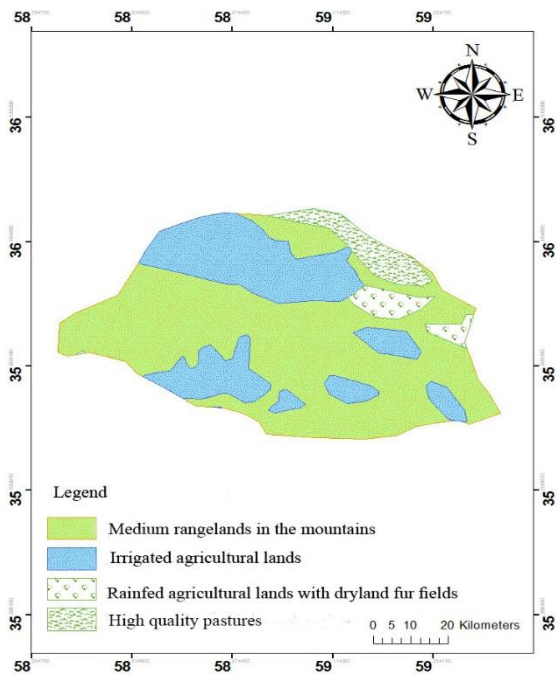 58 58 58 59 59
N
W E
S
36 36
36 36
35 35
35 35
35 35
Legend
Medium rangelands in the mountains
Irrigated agricultural lands
Rainfed agricultural lands with dryland fur fields
High quality pastures
0 5 10 20 Kilometers
58 58 58 59 59